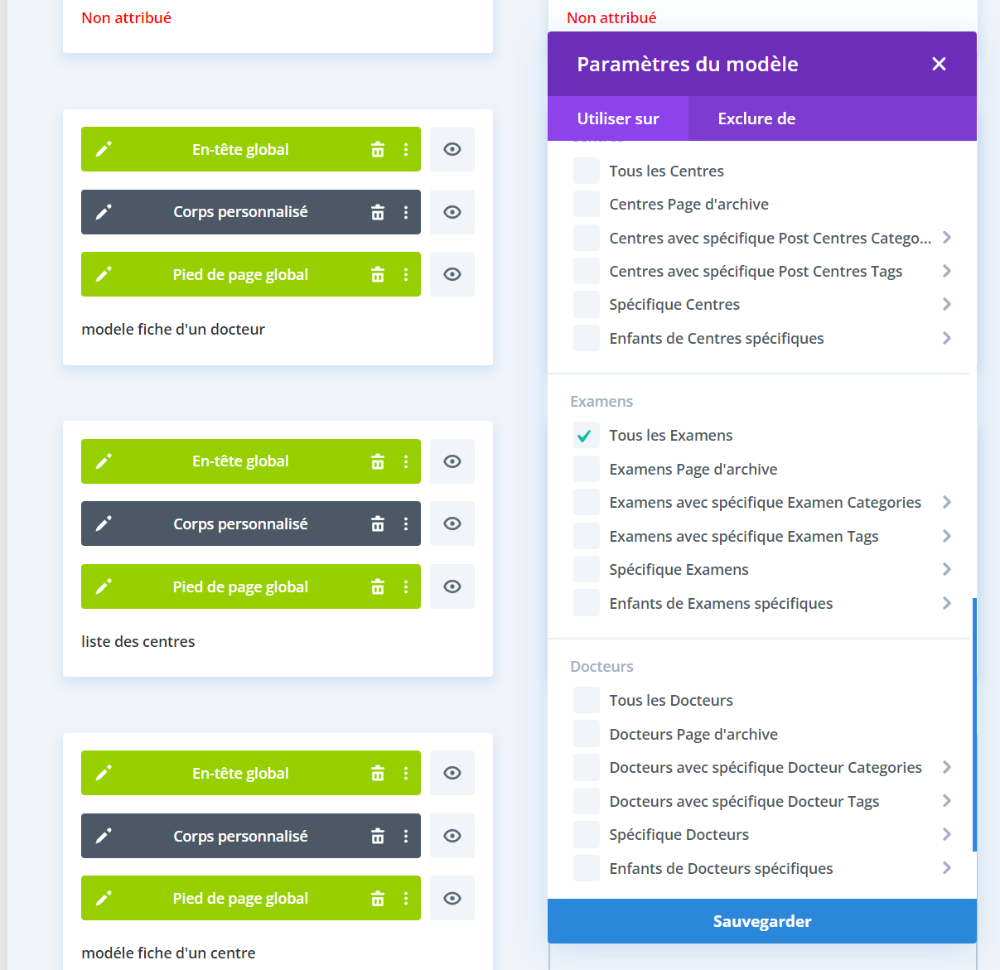 Non attribué
En-tête global
Corps personnalisé
Pied de page global
modele fiche d'un docteur
En-tête global
Corps personnalisé
Pied de page global
liste des centres
En-tête global
Corps personnalisé
Pied de page global
modéle fiche d'un centre
Non attribué
Paramètres du modèle
Utiliser sur
Exclure de
Tous les Centres
Centres Page d'archive
Centres avec spécifique Post Centres Catego...
Centres avec spécifique Post Centres Tags
Spécifique Centres
Enfants de Centres spécifiques
Examens
Tous les Examens
Examens Page d'archive
Examens avec spécifique Examen Categories
Examens avec spécifique Examen Tags
Spécifique Examens
Enfants de Examens spécifiques
Docteurs
Tous les Docteurs
Docteurs Page d'archive
Docteurs avec spécifique Docteur Categories
Docteurs avec spécifique Docteur Tags
Spécifique Docteurs
Enfants de Docteurs spécifiques
Sauvegarder